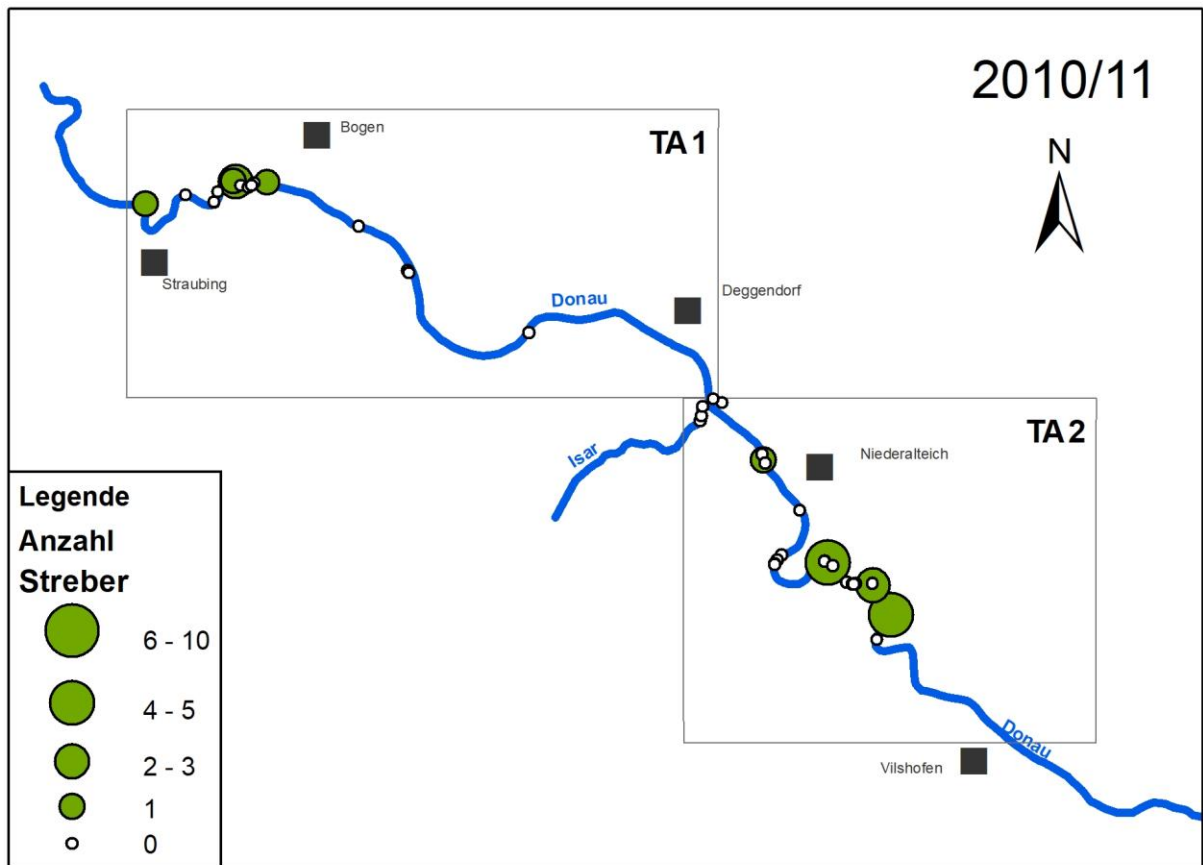 2010/11
N
Bogen
TA 1
Straubing
Donau
Deggendorf
Isar
TA 2
Niederalteich
Donau
Vilshofen
Legende
Anzahl
Streber
6 - 10
4 - 5
2 - 3
1
0